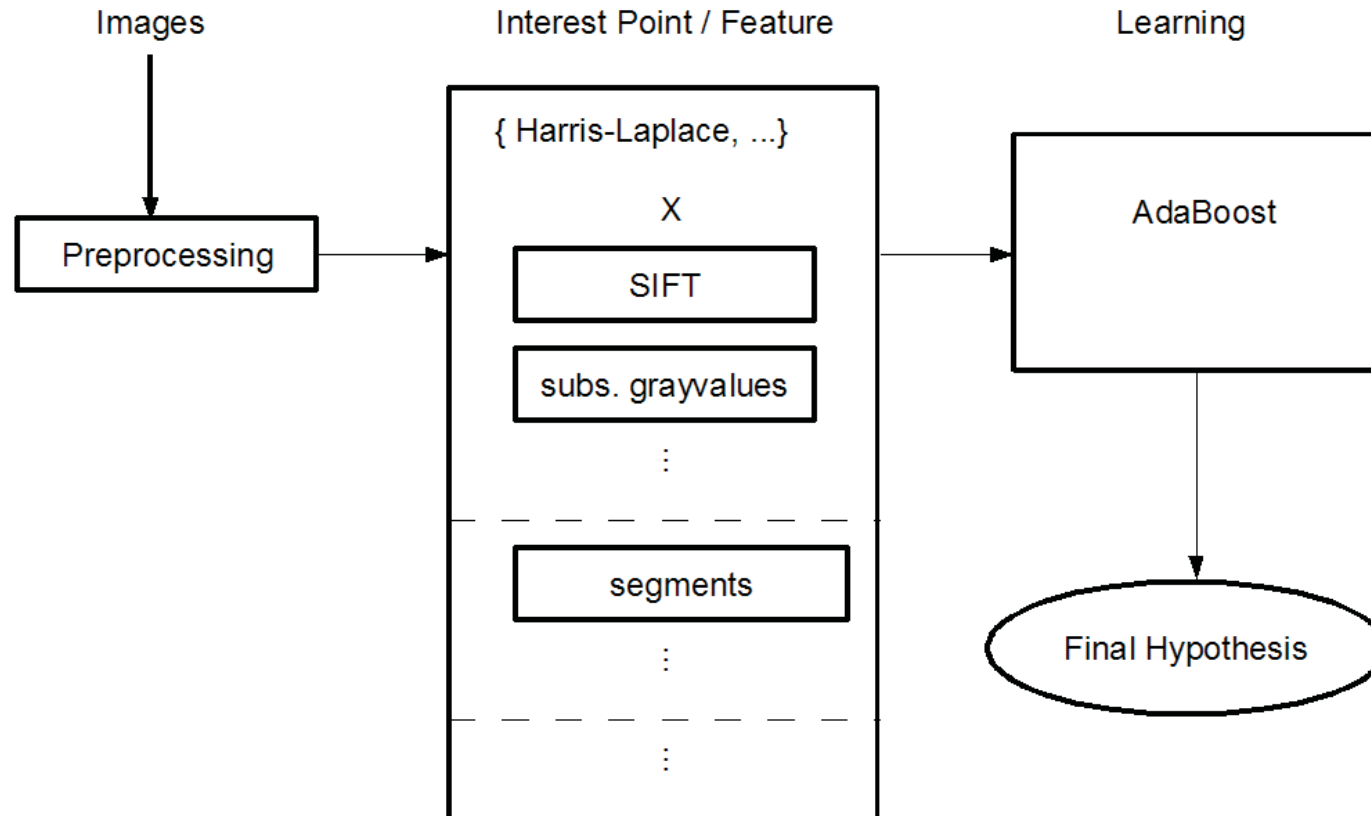 Images
Interest Point / Feature
Learning
Preprocessing
{ Harris-Laplace, ...}
X
SIFT
subs. grayvalues
⋮
segments
⋮
⋮
AdaBoost
Final Hypothesis